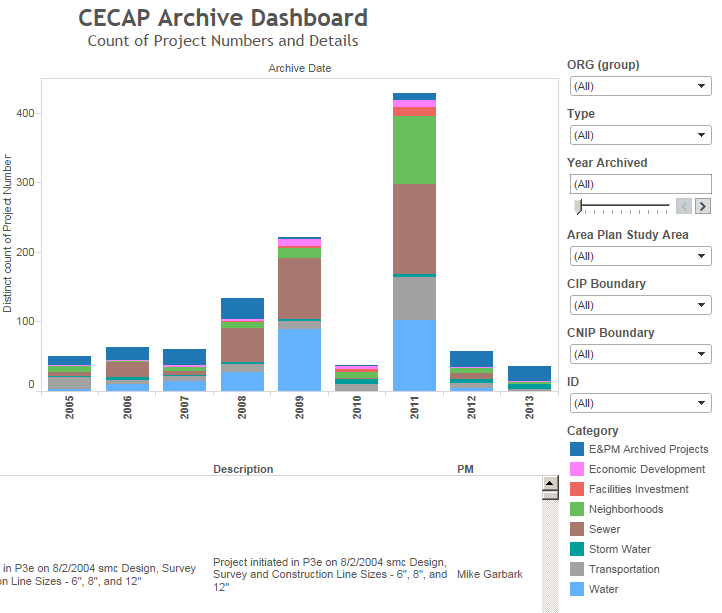 CECAP Archive Dashboard
Count of Project Numbers and Details
Archive Date
Distinct count of Project Number
400
300
200
100
0
2005
2006
2007
2008
2009
2010
2011
2012
2013
ORG (group)
(All)
Type
(All)
Year Archived
(All)
Area Plan Study Area
(All)
CIP Boundary
(All)
CNIP Boundary
(All)
ID
(All)
Category
E&PM Archived Projects
Economic Development
Facilities Investment
Neighborhoods
Sewer
Storm Water
Transportation
Water
Description
PM
in P3e on 8/2/2004 smc Design, Survey
n Line Sizes - 6", 8", and 12"
Project initiated in P3e on 8/2/2004 smc Design,
Survey and Construction Line Sizes - 6", 8", and
12"
Mike Garbark